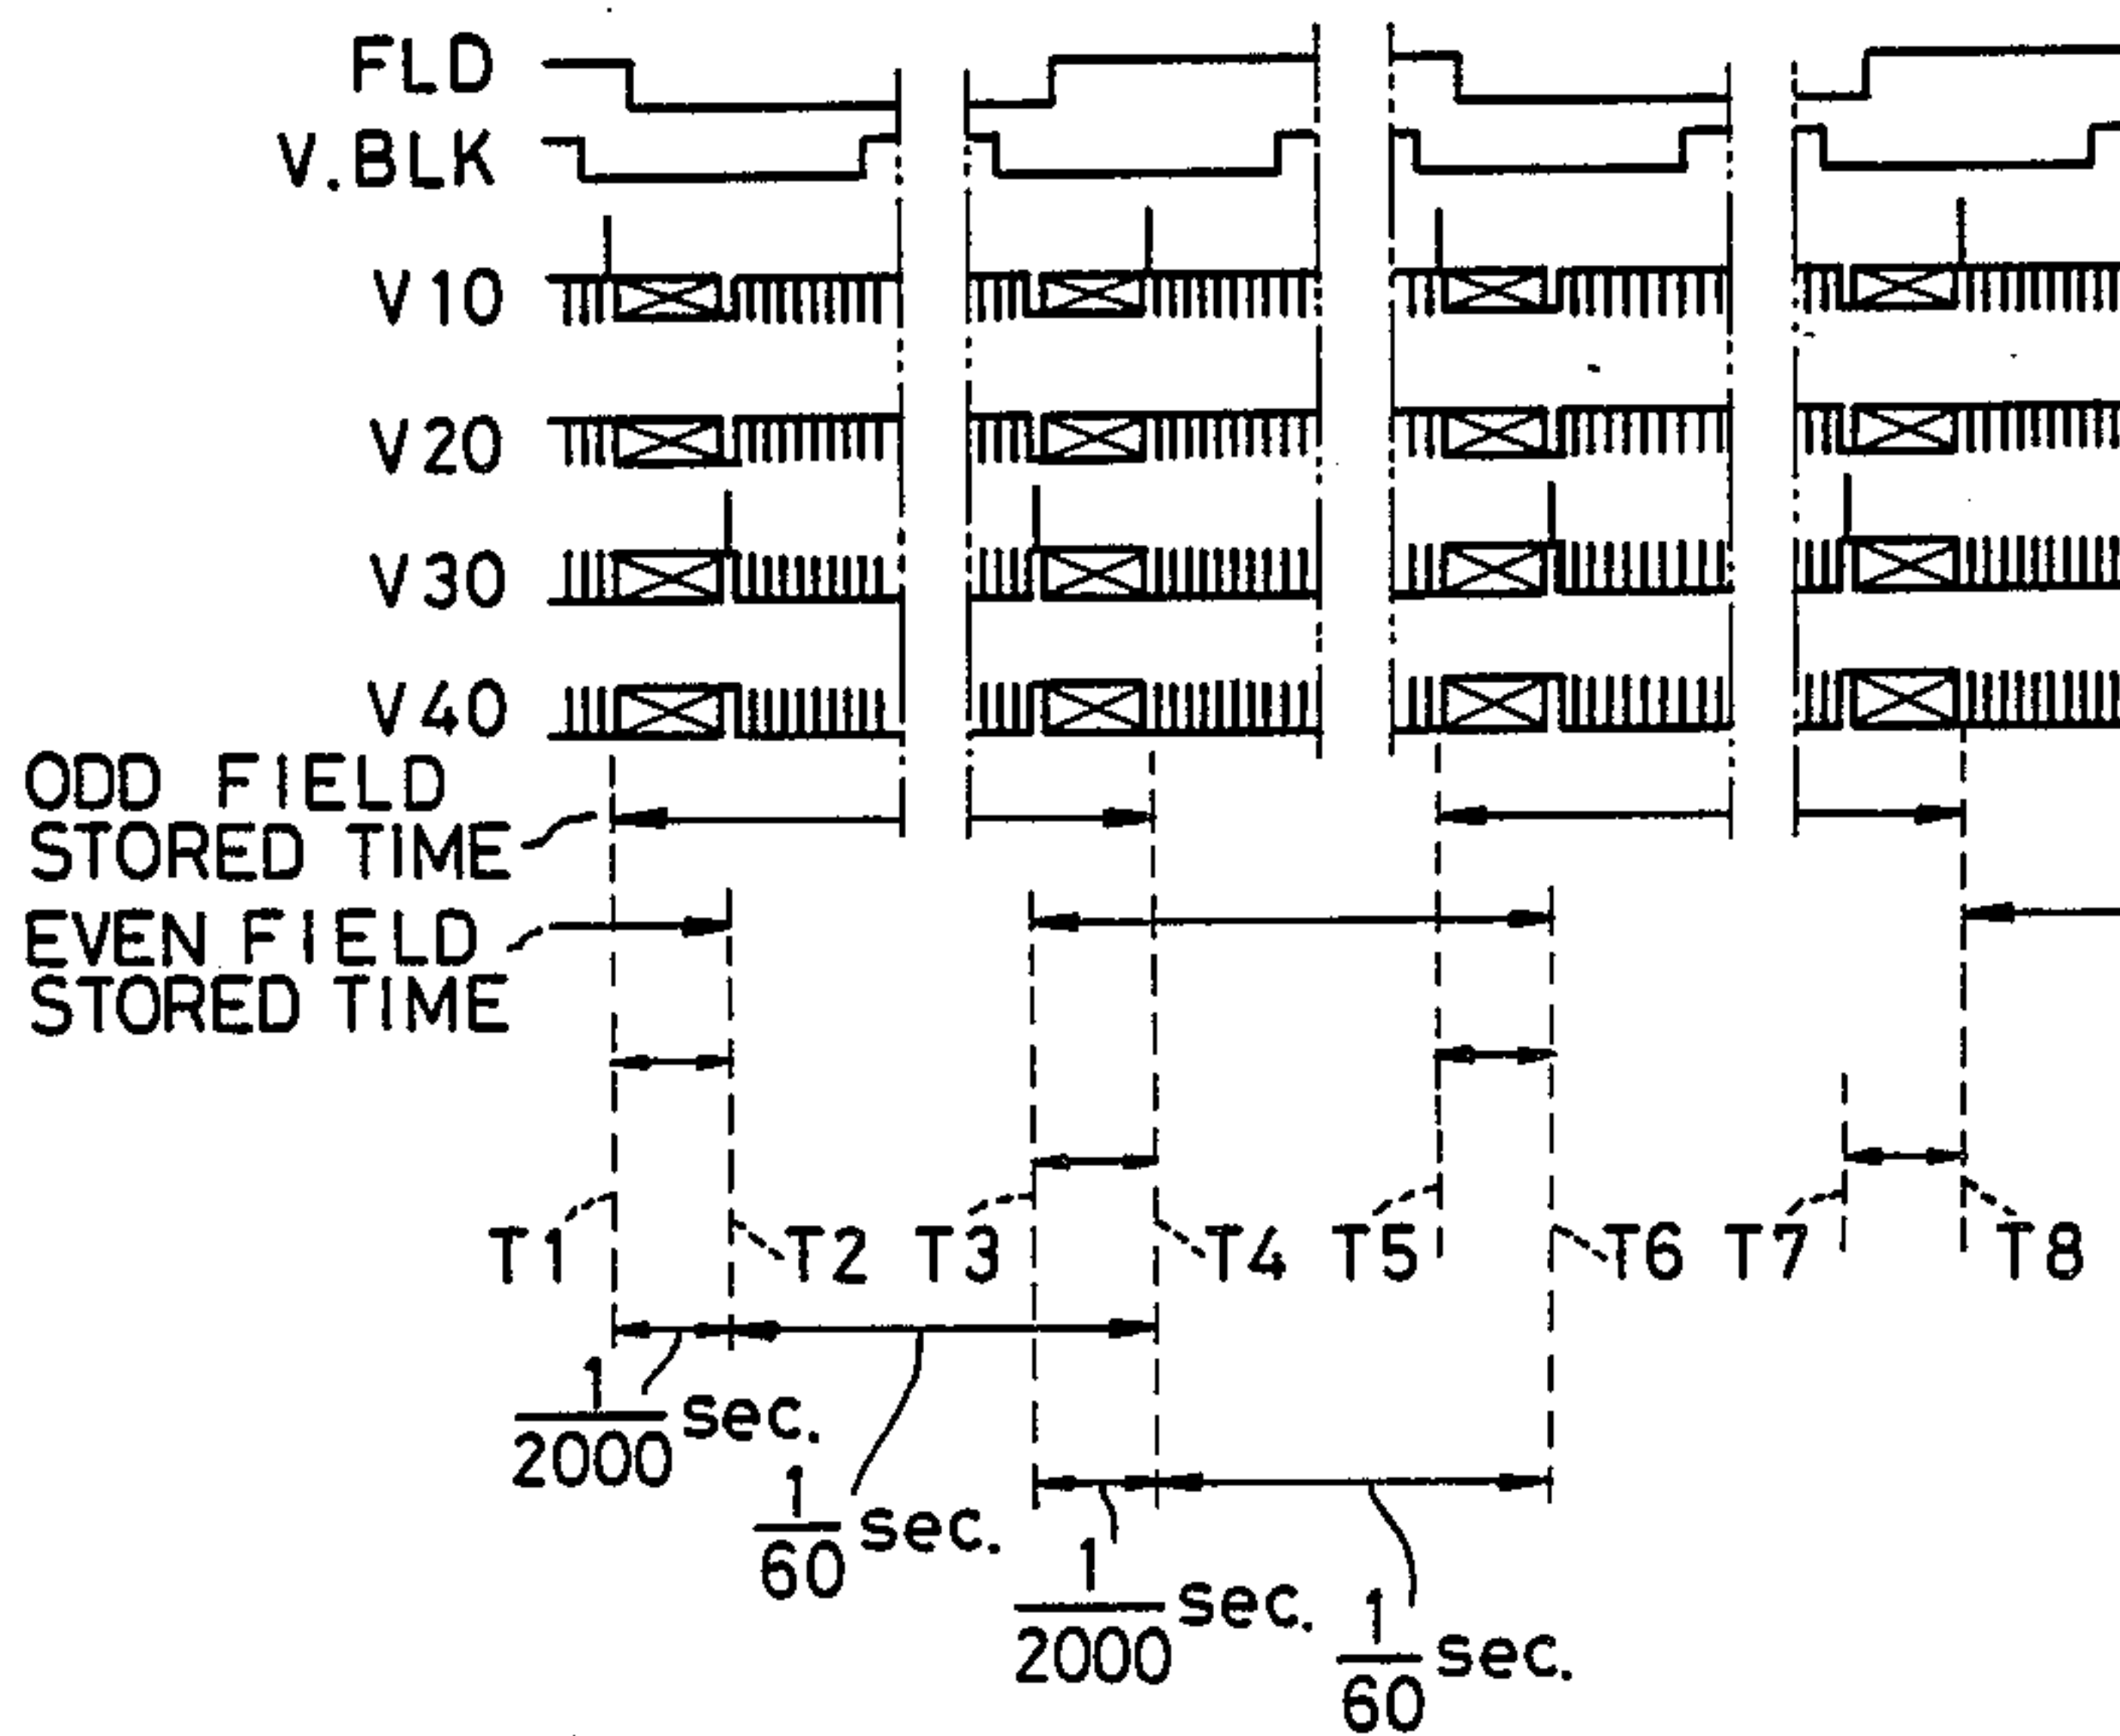 FLD
V.BLK
V10
V20
V30
V40
ODD FIELD
STORED TIME
EVEN FIELD
STORED TIME
T1 T2 T3 T4 T5 T6 T7 T8
1/2000 sec.
1/60 sec.
1/2000 sec.
1/60 sec.